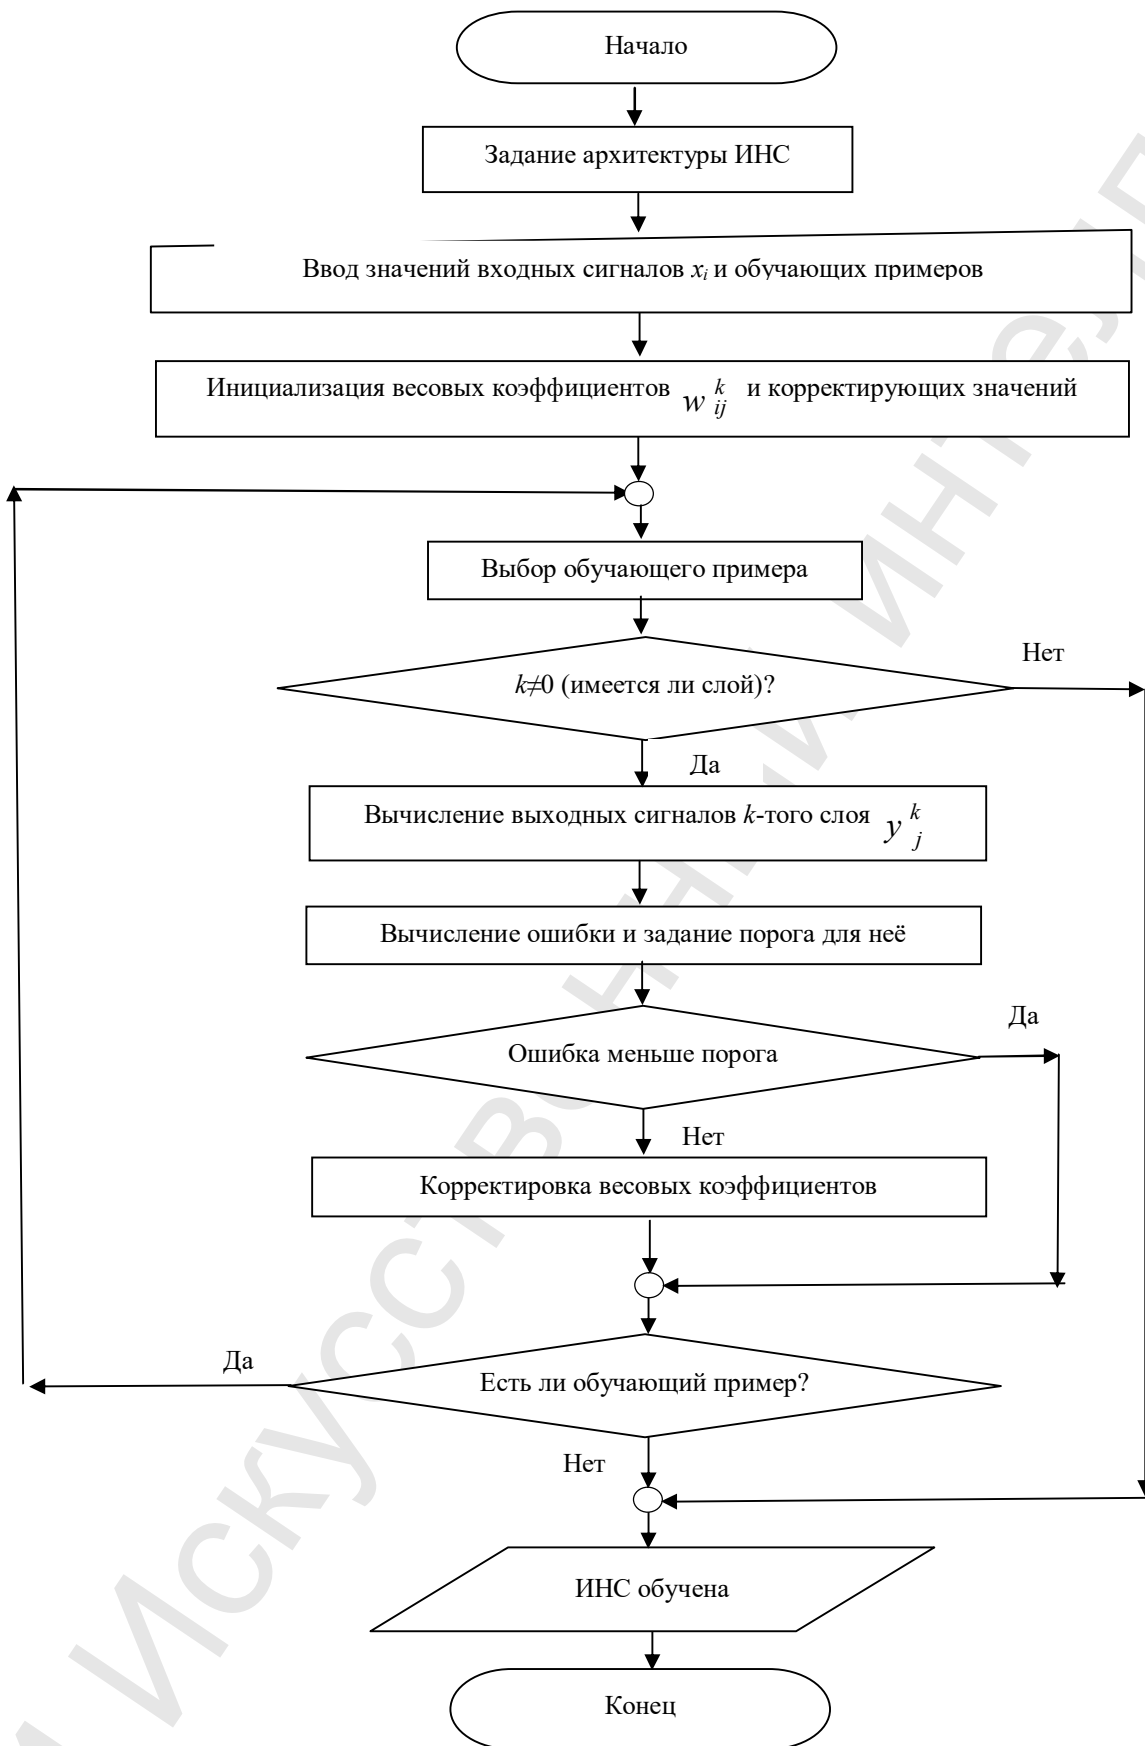 Начало
Задание архитектуры ИНС
Ввод значений входных сигналов xᵢ и обучающих примеров
Инициализация весовых коэффициентов w k ij и корректирующих значений
Выбор обучающего примера
Нет
k≠0 (имеется ли слой)?
Да
Вычисление выходных сигналов k-того слоя y k j
Вычисление ошибки и задание порога для неё
Да
Ошибка меньше порога
Нет
Корректировка весовых коэффициентов
Да
Есть ли обучающий пример?
Нет
ИНС обучена
Конец